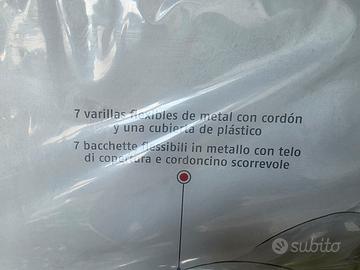 7 varillas flexibles de metal con cordón
y una cubierta de plástico
7 bacchette flessibili in metallo con telo
di copertura e cordoncino scorrevole
subito